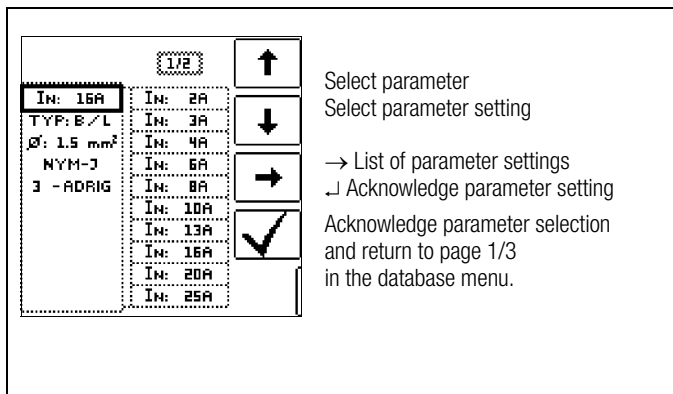 1/2
IN: 16A
TYP: B/L
Ø: 1.5 mm²
NYM-J
3 -ADRIG
IN: 2A
IN: 3A
IN: 4A
IN: 6A
IN: 8A
IN: 10A
IN: 13A
IN: 16A
IN: 20A
IN: 25A
Select parameter
Select parameter setting
→ List of parameter settings
↵ Acknowledge parameter setting
Acknowledge parameter selection
and return to page 1/3
in the database menu.